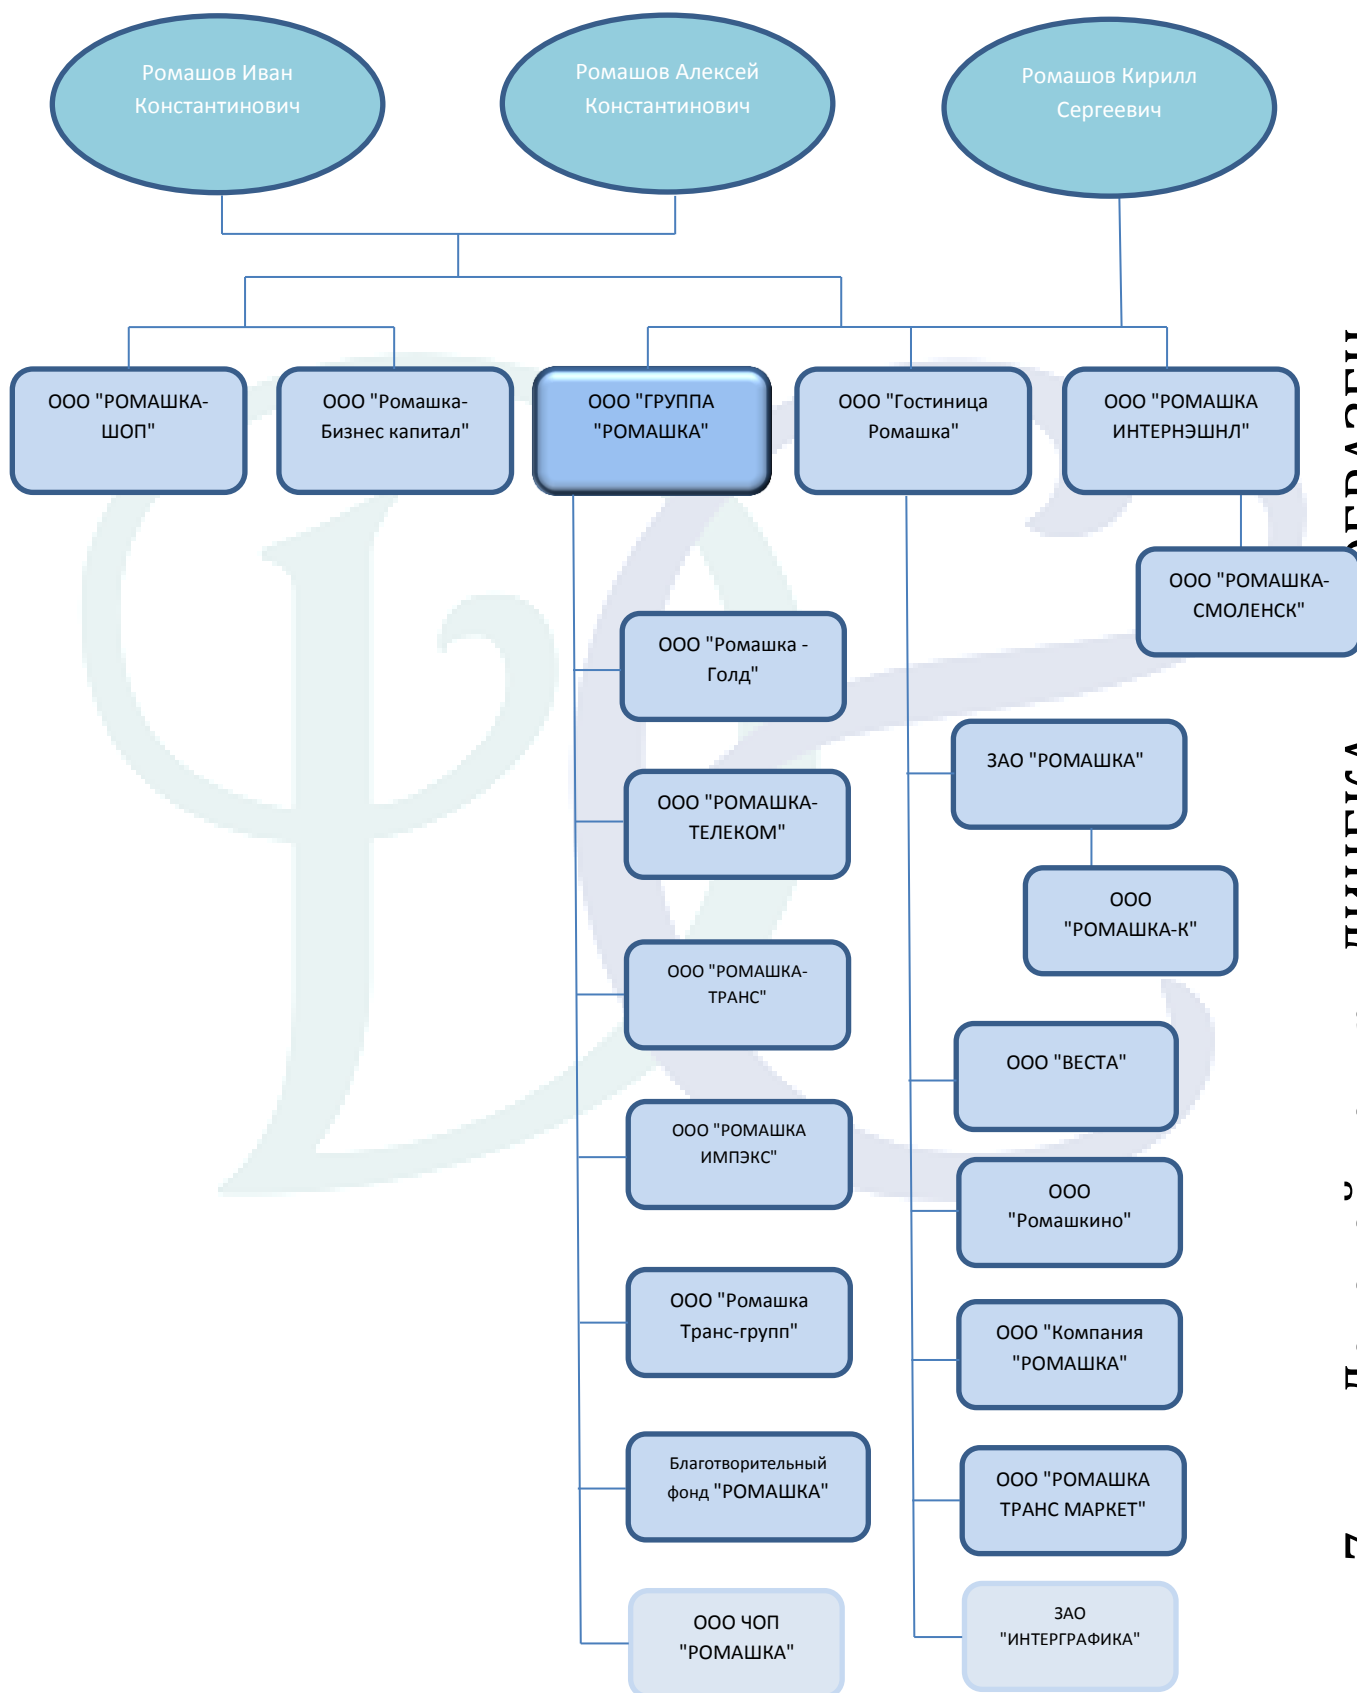 Ромашов Иван
Константинович
Ромашов Алексей
Константинович
Ромашов Кирилл
Сергеевич
ООО "РОМАШКА-
ШОП"
ООО "Ромашка-
Бизнес капитал"
ООО "ГРУППА
"РОМАШКА"
ООО "Гостиница
Ромашка"
ООО "РОМАШКА
ИНТЕРНЭШНЛ"
ООО "РОМАШКА-
СМОЛЕНСК"
ООО "Ромашка -
Голд"
ООО "РОМАШКА-
ТЕЛЕКОМ"
ООО "РОМАШКА-
ТРАНС"
ООО "РОМАШКА
ИМПЭКС"
ООО "Ромашка
Транс-групп"
Благотворительный
фонд "РОМАШКА"
ООО ЧОП
"РОМАШКА"
ЗАО "РОМАШКА"
ООО
"РОМАШКА-К"
ООО "ВЕСТА"
ООО
"Ромашкино"
ООО "Компания
"РОМАШКА"
ООО "РОМАШКА
ТРАНС МАРКЕТ"
ЗАО
"ИНТЕРГРАФИКА"